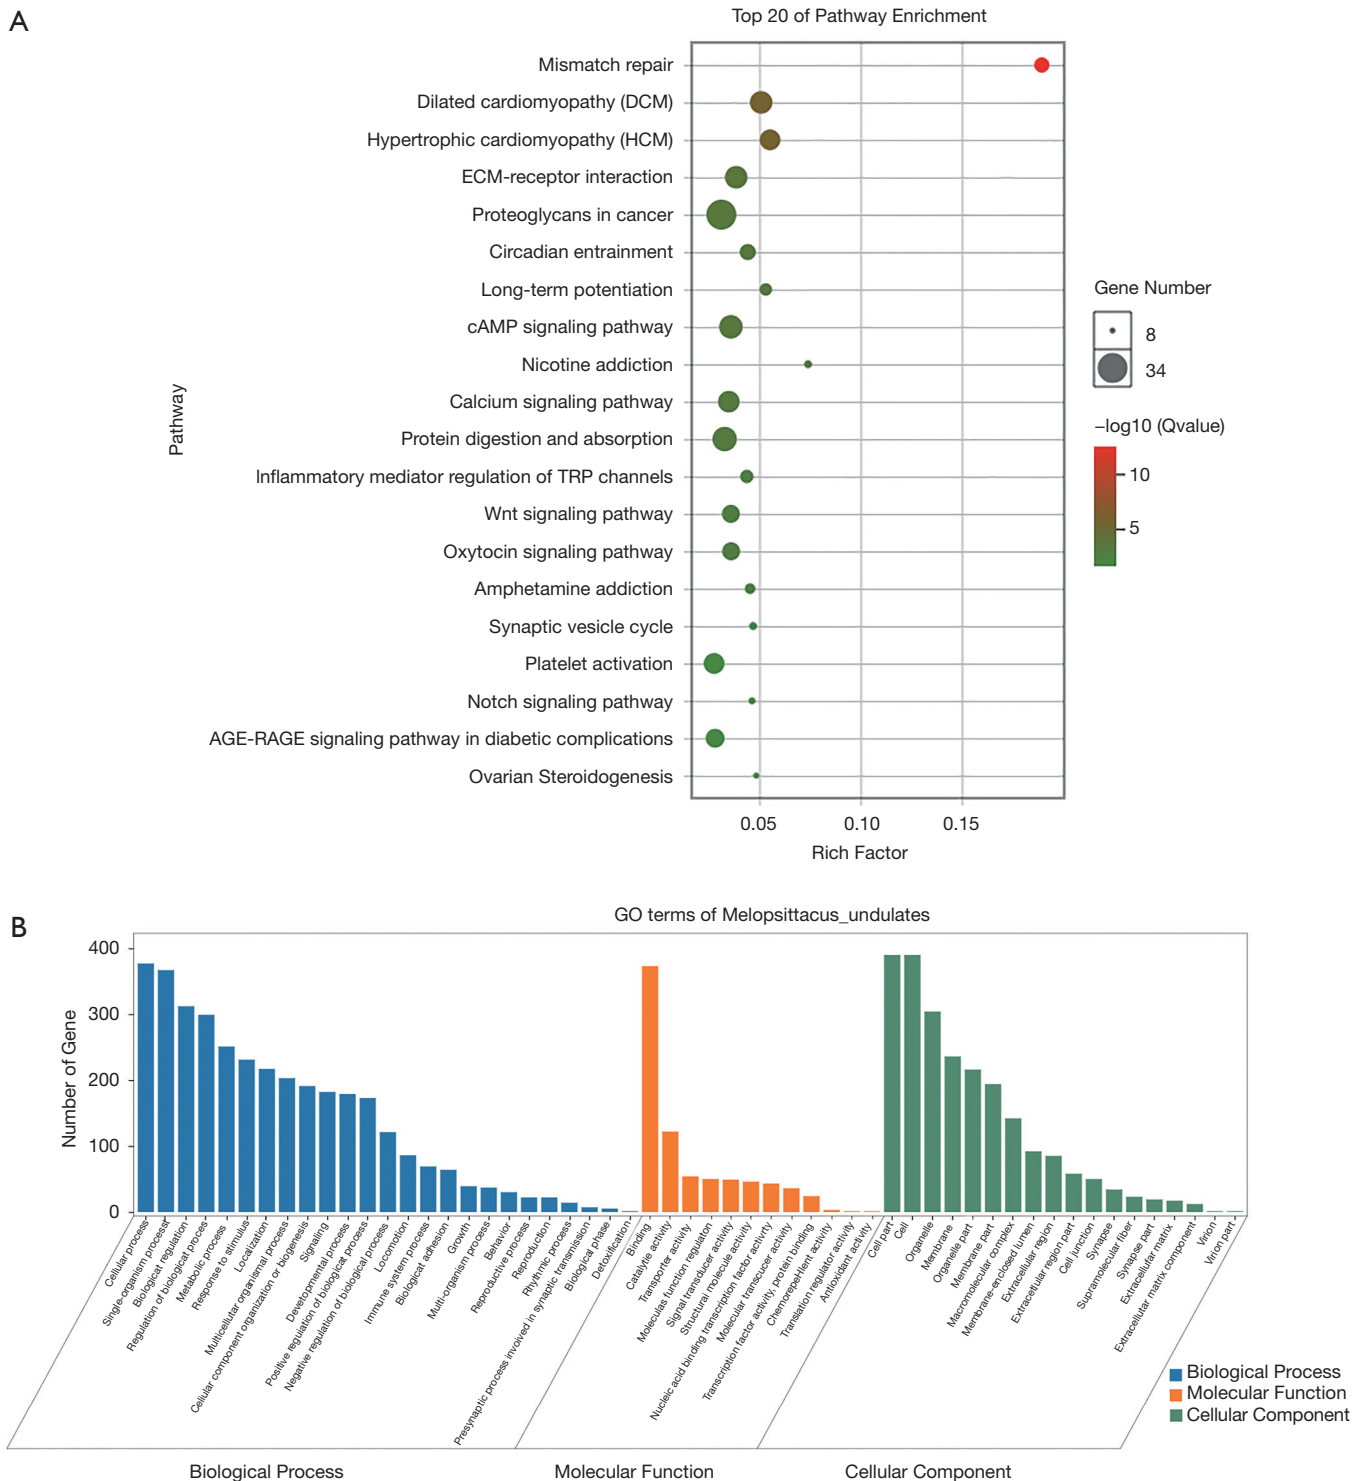 A
Top 20 of Pathway Enrichment
Mismatch repair
Dilated cardiomyopathy (DCM)
Hypertrophic cardiomyopathy (HCM)
ECM-receptor interaction
Proteoglycans in cancer
Circadian entrainment
Long-term potentiation
cAMP signaling pathway
Nicotine addiction
Calcium signaling pathway
Protein digestion and absorption
Inflammatory mediator regulation of TRP channels
Wnt signaling pathway
Oxytocin signaling pathway
Amphetamine addiction
Synaptic vesicle cycle
Platelet activation
Notch signaling pathway
AGE-RAGE signaling pathway in diabetic complications
Ovarian Steroidogenesis
Pathway
0.05 0.10 0.15
Rich Factor
Gene Number
8
34
–log10 (Qvalue)
10
5
B
GO terms of Melopsittacus_undulates
Number of Gene
400
300
200
100
0
Cellular process
Single-organism process
Biological regulation
Regulation of biological proces
Metabolic process
Response to stimulus
Localization
Multicellular organismal process
Cellular component organization or biogenesis
Signaling
Developmental process
Positive regulation of biological process
Negative regulation of biological process
Locomotion
Immune system process
Biological adhesion
Growth
Multi-organism process
Behavior
Reproductive process
Reproduction
Rhythmic process
Presynaptic process involved in synaptic transmission
Biological phase
Detoxification
Binding
Catalytic activity
Transporter activity
Moleculas function regulaton
Signal transducer activity
Structural molecule activity
Nucleic acid binding transcription factor activrty
Molecular transcucer activity
Transcription factor activity, protein binding
Chemorepellent activity
Translation regulator activity
Antioxidant activity
Cell part
Cell
Organelle
Membrane
Organelle part
Membrane part
Macromolecular complex
Membrane-enclosed lumen
Extracellular region
Extracellular region part
Cell junction
Synapse
Supramolecular fiber
Synapse part
Extracellular matrix
Extracellular matrix component
Virion
Virion part
Biological Process
Molecular Function
Cellular Component
Biological Process
Molecular Function
Cellular Component